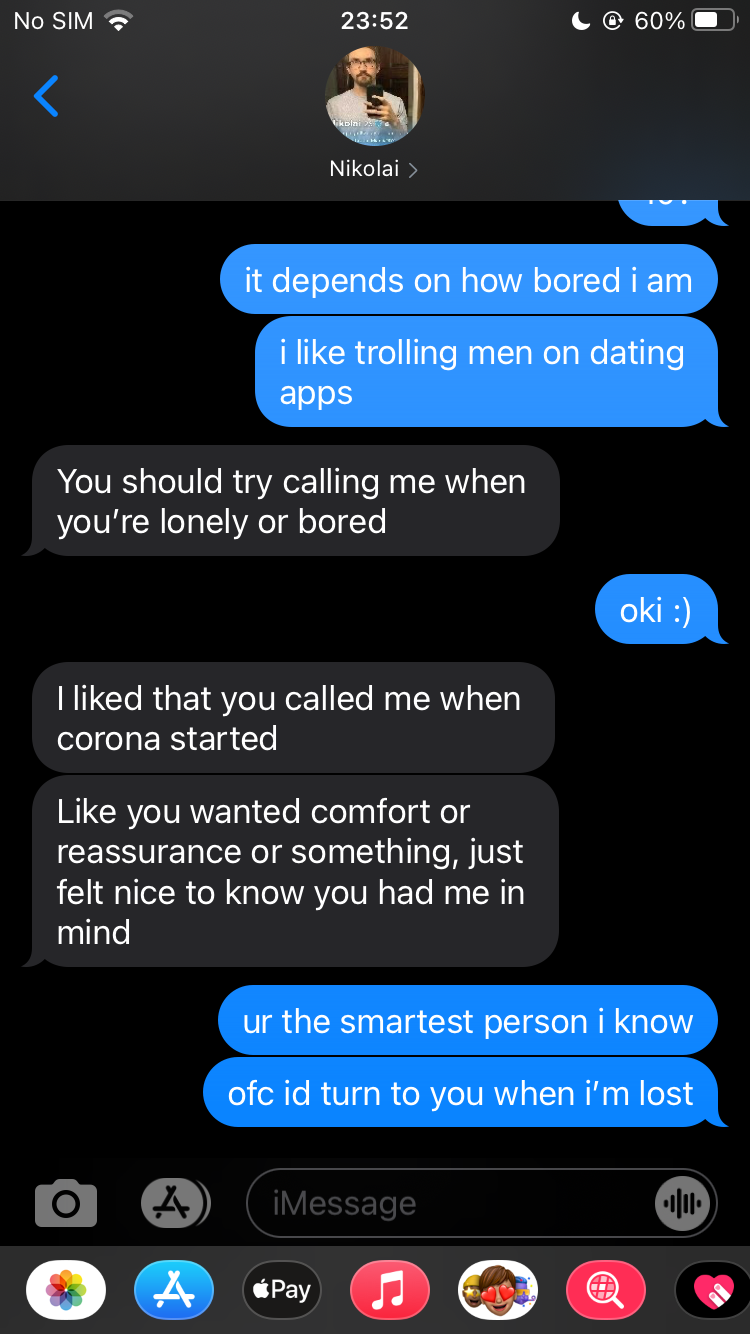 No SIM 23:52 60%
Nikolai
it depends on how bored i am
i like trolling men on dating
apps
You should try calling me when
you’re lonely or bored
oki :)
I liked that you called me when
corona started
Like you wanted comfort or
reassurance or something, just
felt nice to know you had me in
mind
ur the smartest person i know
ofc id turn to you when i’m lost
iMessage
Pay